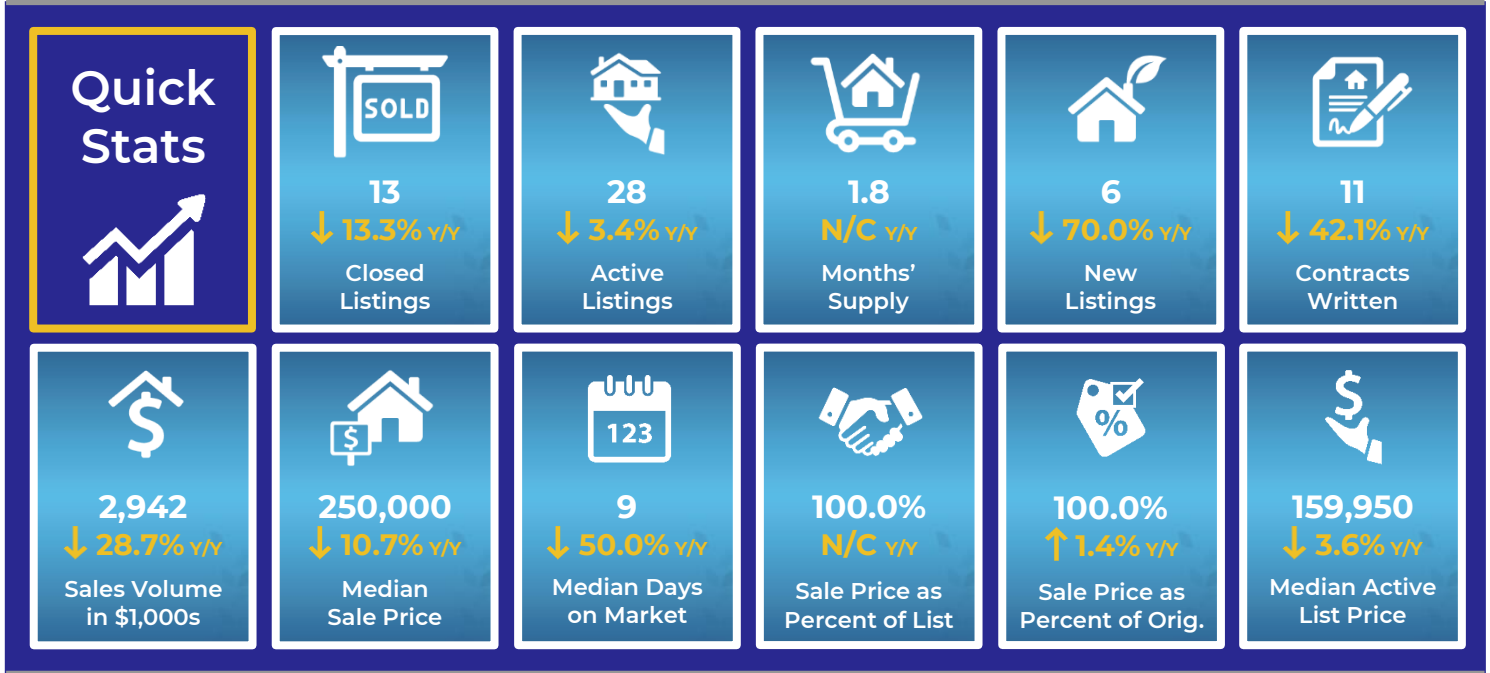 Quick
Stats
SOLD
13
↓ 13.3% Y/Y
Closed
Listings
28
↓ 3.4% Y/Y
Active
Listings
1.8
N/C Y/Y
Months’
Supply
6
↓ 70.0% Y/Y
New
Listings
11
↓ 42.1% Y/Y
Contracts
Written
$
2,942
↓ 28.7% Y/Y
Sales Volume
in $1,000s
$
250,000
↓ 10.7% Y/Y
Median
Sale Price
123
9
↓ 50.0% Y/Y
Median Days
on Market
100.0%
N/C Y/Y
Sale Price as
Percent of List
%
100.0%
↑ 1.4% Y/Y
Sale Price as
Percent of Orig.
$
159,950
↓ 3.6% Y/Y
Median Active
List Price